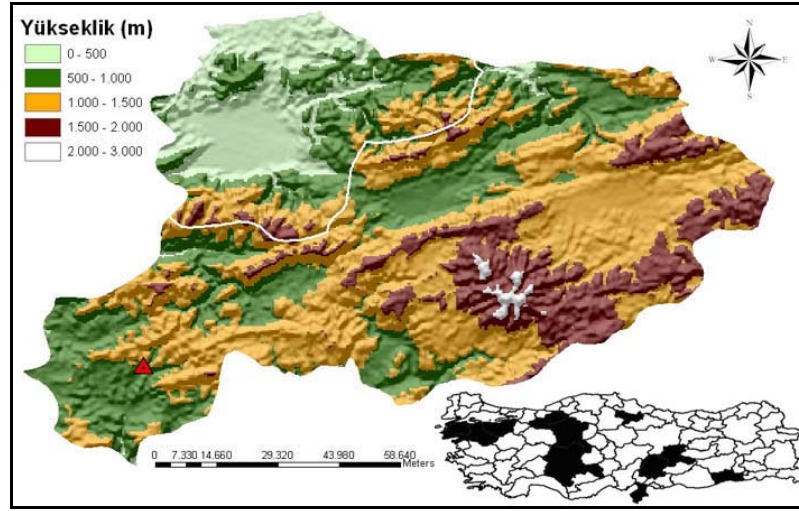 Yükseklik (m)
0 - 500
500 - 1.000
1.000 - 1.500
1.500 - 2.000
2.000 - 3.000
N
W E
S
0 7.330 14.660 29.320 43.980 58.640
Meters